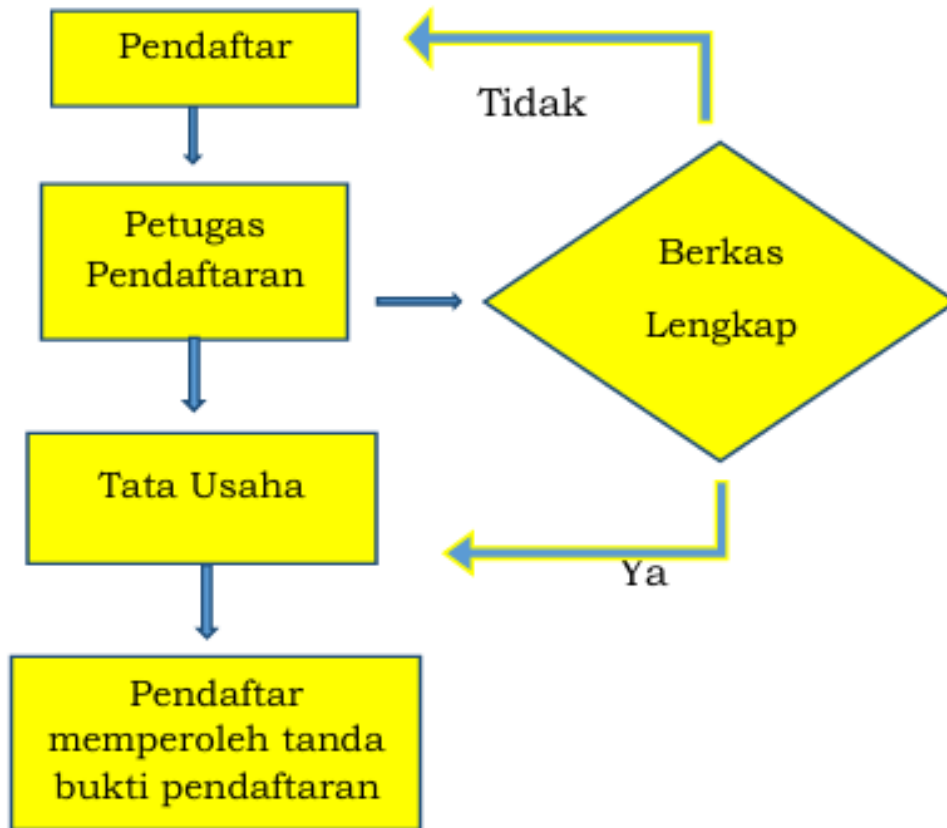 Pendaftar
Tidak
Petugas
Pendaftaran
Berkas
Lengkap
Tata Usaha
Ya
Pendaftar
memperoleh tanda
bukti pendaftaran